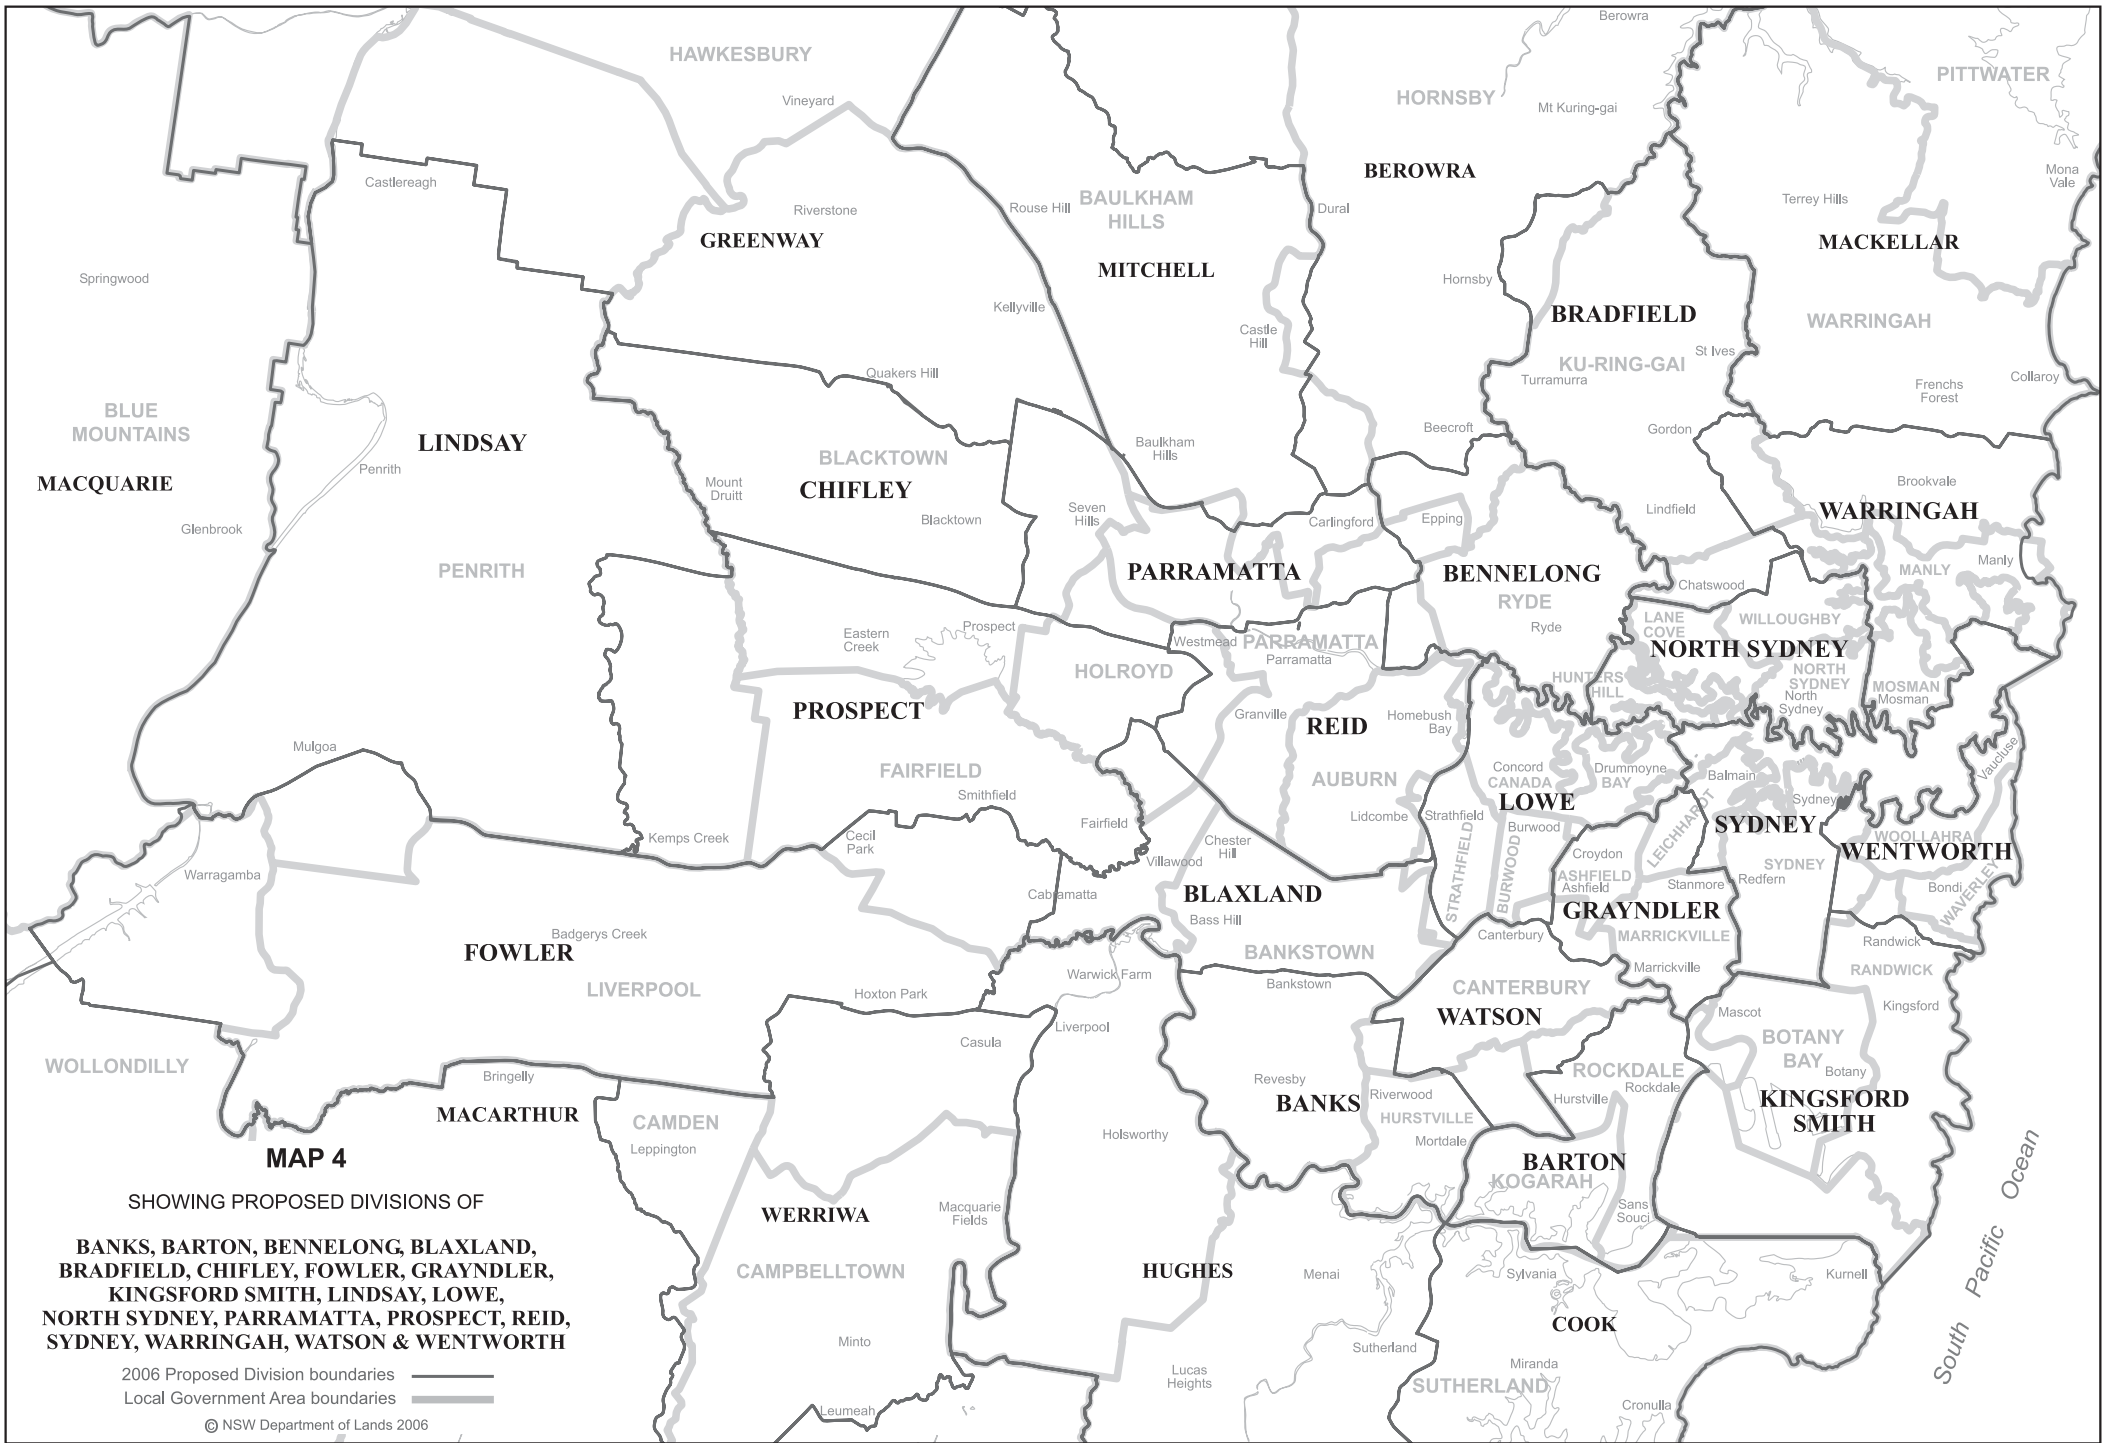 Berowra
HAWKESBURY
PITTWATER
Vineyard
HORNSBY
Mt Kuring-gai
BEROWRA
Mona
Vale
Castlereagh
BAULKHAM
HILLS
Rouse Hill
Riverstone
Dural
Terrey Hills
GREENWAY
MACKELLAR
MITCHELL
Springwood
Hornsby
Kellyville
BRADFIELD
WARRINGAH
Castle
Hill
St Ives
KU-RING-GAI
Quakers Hill
Turramurra
Collaroy
Frenchs
Forest
BLUE
MOUNTAINS
LINDSAY
Beecroft
Gordon
Baulkham
Hills
BLACKTOWN
Penrith
MACQUARIE
Mount
Druitt
CHIFLEY
Brookvale
Seven
Hills
Lindfield
WARRINGAH
Glenbrook
Blacktown
Carlingford
Epping
PENRITH
PARRAMATTA
BENNELONG
Chatswood
MANLY
Manly
RYDE
LANE
COVE
WILLOUGHBY
Eastern
Creek
Prospect
Westmead
PARRAMATTA
Ryde
Parramatta
NORTH SYDNEY
HOLROYD
HUNTERS
HILL
NORTH
SYDNEY
North
Sydney
MOSMAN
Mosman
PROSPECT
Granville
REID
Homebush
Bay
Mulgoa
Vaucluse
FAIRFIELD
AUBURN
Concord
CANADA
BAY
Drummoyne
Balmain
Smithfield
LOWE
Sydney
Lidcombe
Strathfield
Burwood
LEICHHARDT
SYDNEY
Kemps Creek
Cecil
Park
Fairfield
Chester
Hill
Villawood
STRATHFIELD
BURWOOD
Croydon
WOOLLAHRA
WENTWORTH
SYDNEY
Warragamba
ASHFIELD
Ashfield
Stanmore
Redfern
Bondi
WAVERLEY
Cabramatta
BLAXLAND
GRAYNDLER
Bass Hill
Badgerys Creek
Canterbury
MARRICKVILLE
Randwick
FOWLER
BANKSTOWN
Marrickville
RANDWICK
Warwick Farm
Bankstown
LIVERPOOL
Hoxton Park
CANTERBURY
WATSON
Kingsford
Mascot
Liverpool
Casula
BOTANY
BAY
WOLLONDILLY
Bringelly
ROCKDALE
Rockdale
Botany
Revesby
Riverwood
Hurstville
KINGSFORD
SMITH
BANKS
MACARTHUR
CAMDEN
HURSTVILLE
Leppington
Holsworthy
Mortdale
BARTON
KOGARAH
Sans
Souci
WERRIWA
Macquarie
Fields
CAMPBELLTOWN
HUGHES
Menai
Sylvania
Kurnell
COOK
Minto
Sutherland
Lucas
Heights
Miranda
SUTHERLAND
Cronulla
Leumeah
South Pacific Ocean
MAP 4
SHOWING PROPOSED DIVISIONS OF
BANKS, BARTON, BENNELONG, BLAXLAND,
BRADFIELD, CHIFLEY, FOWLER, GRAYNDLER,
KINGSFORD SMITH, LINDSAY, LOWE,
NORTH SYDNEY, PARRAMATTA, PROSPECT, REID,
SYDNEY, WARRINGAH, WATSON & WENTWORTH
2006 Proposed Division boundaries
Local Government Area boundaries
© NSW Department of Lands 2006